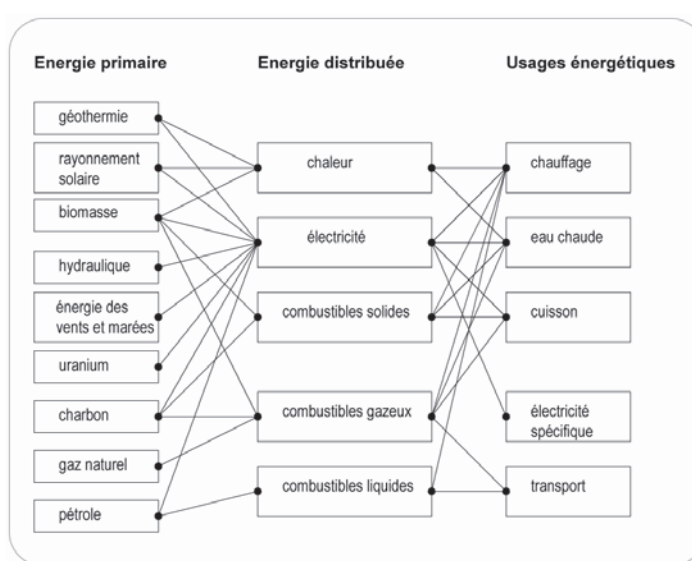 Energie primaire
Energie distribuée
Usages énergétiques
géothermie
rayonnement
solaire
biomasse
hydraulique
énergie des
vents et marées
uranium
charbon
gaz naturel
pétrole
chaleur
électricité
combustibles solides
combustibles gazeux
combustibles liquides
chauffage
eau chaude
cuisson
électricité
spécifique
transport